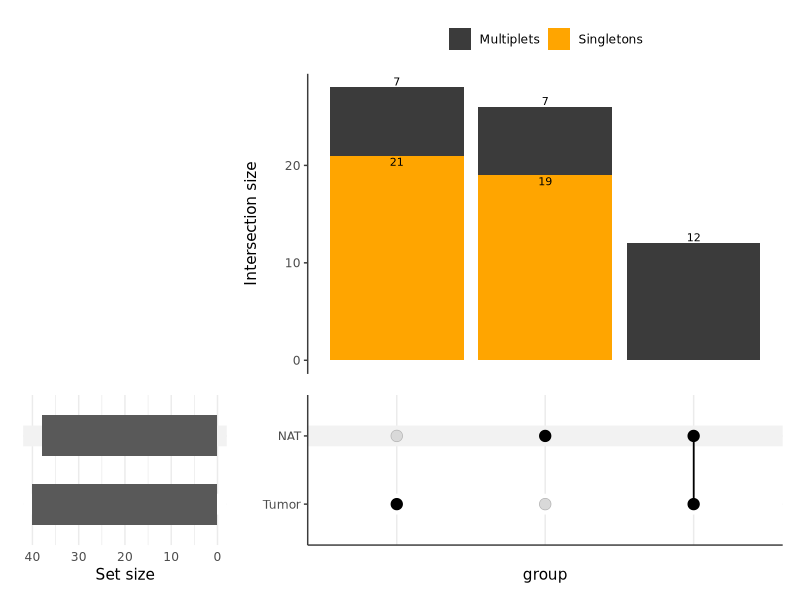 Multiplets Singletons
7
7
21
19
12
Intersection size
20
10
0
NAT
Tumor
40 30 20 10 0
Set size
group